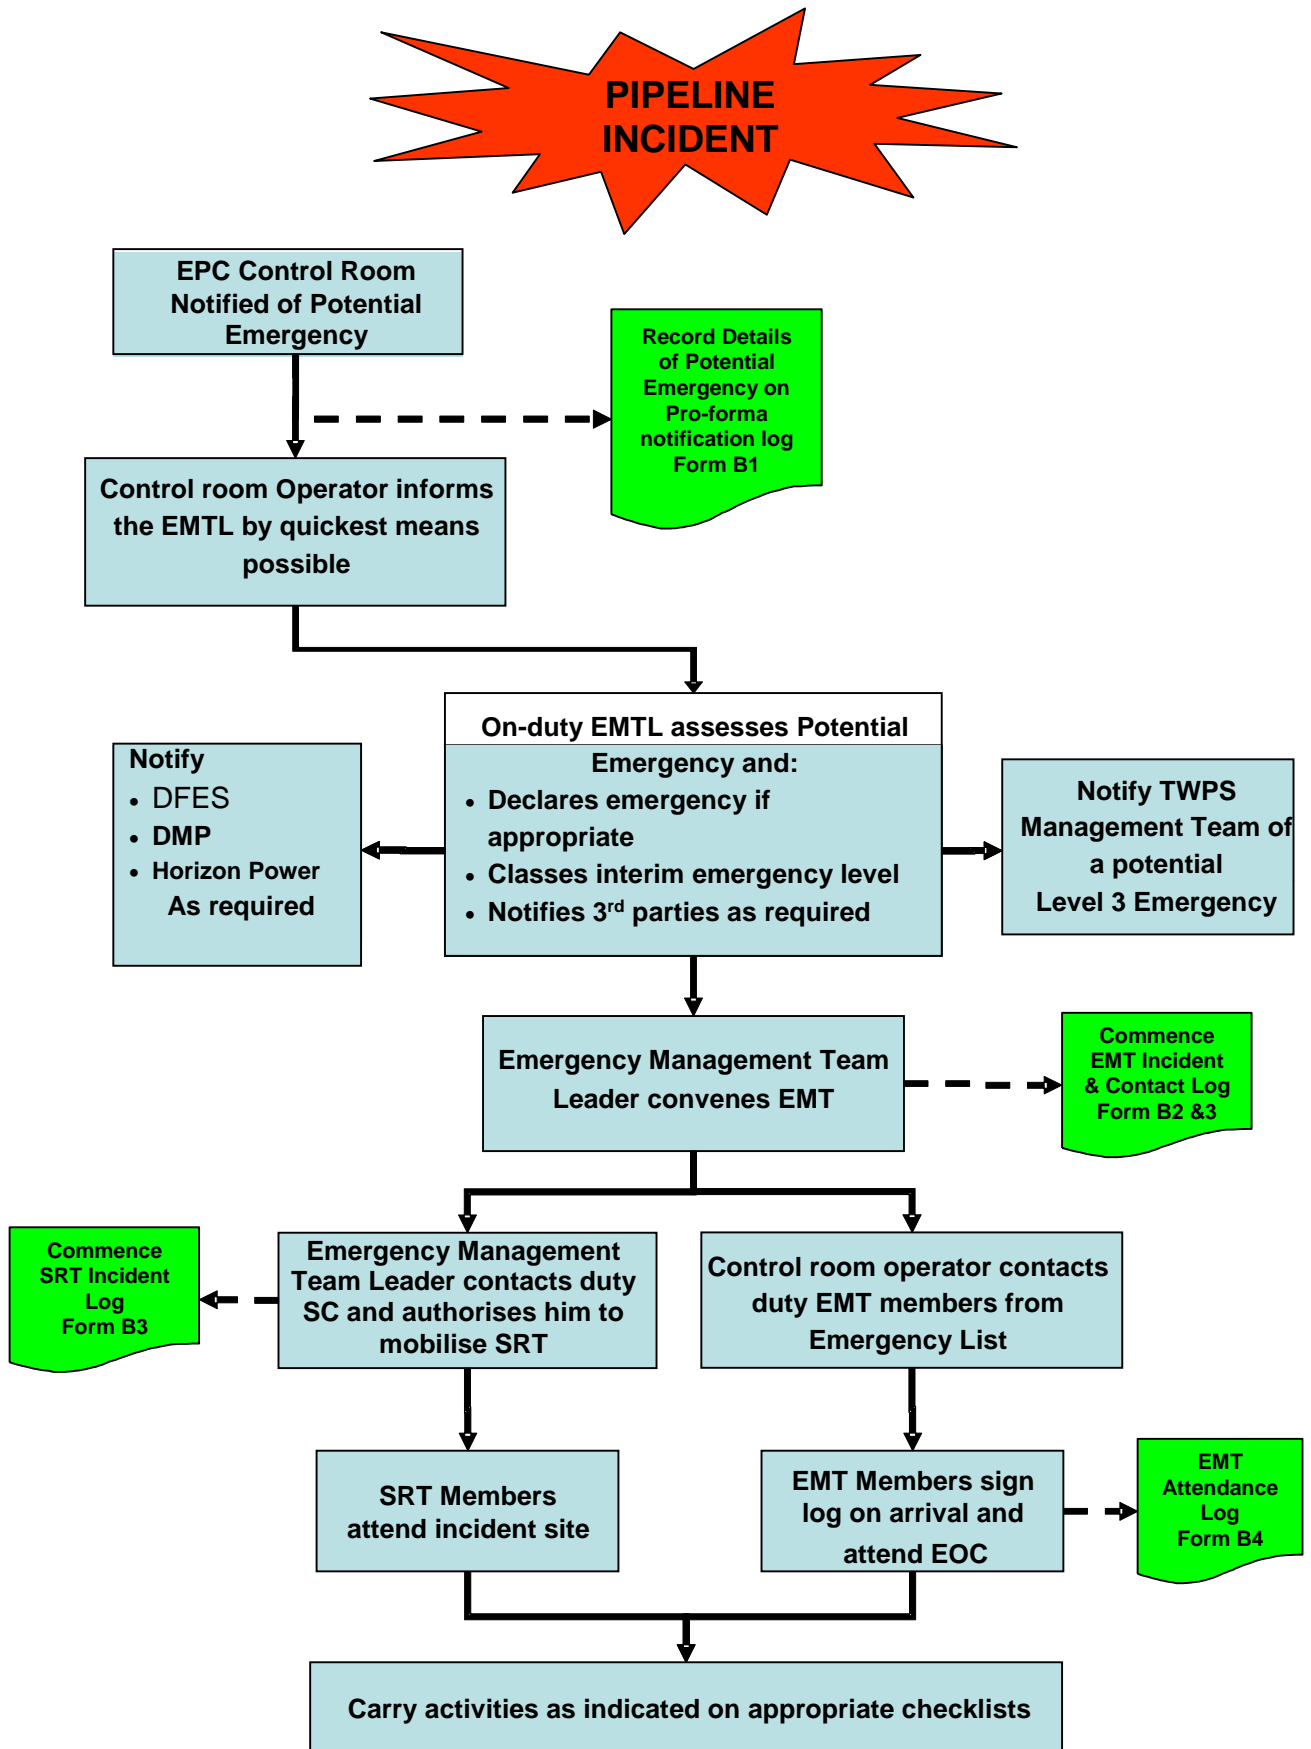 PIPELINE
INCIDENT
EPC Control Room
Notified of Potential
Emergency
Record Details
of Potential
Emergency on
Pro-forma
notification log
Form B1
Control room Operator informs
the EMTL by quickest means
possible
On-duty EMTL assesses Potential
Emergency and:
• Declares emergency if
appropriate
• Classes interim emergency level
• Notifies 3rd parties as required
Notify
• DFES
• DMP
• Horizon Power
As required
Notify TWPS
Management Team of
a potential
Level 3 Emergency
Emergency Management Team
Leader convenes EMT
Commence
EMT Incident
& Contact Log
Form B2 &3
Commence
SRT Incident
Log
Form B3
Emergency Management
Team Leader contacts duty
SC and authorises him to
mobilise SRT
Control room operator contacts
duty EMT members from
Emergency List
SRT Members
attend incident site
EMT Members sign
log on arrival and
attend EOC
EMT
Attendance
Log
Form B4
Carry activities as indicated on appropriate checklists